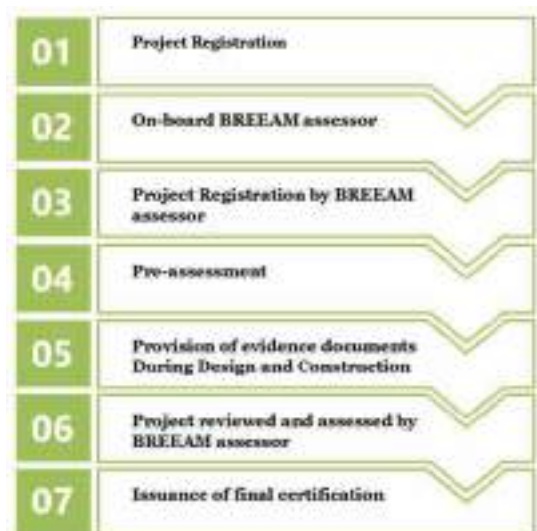 01
Project Registration
02
On-board BREEAM assessor
03
Project Registration by BREEAM
assessor
04
Pre-assessment
05
Provision of evidence documents
During Design and Construction
06
Project reviewed and assessed by
BREEAM assessor
07
Issuance of final certification